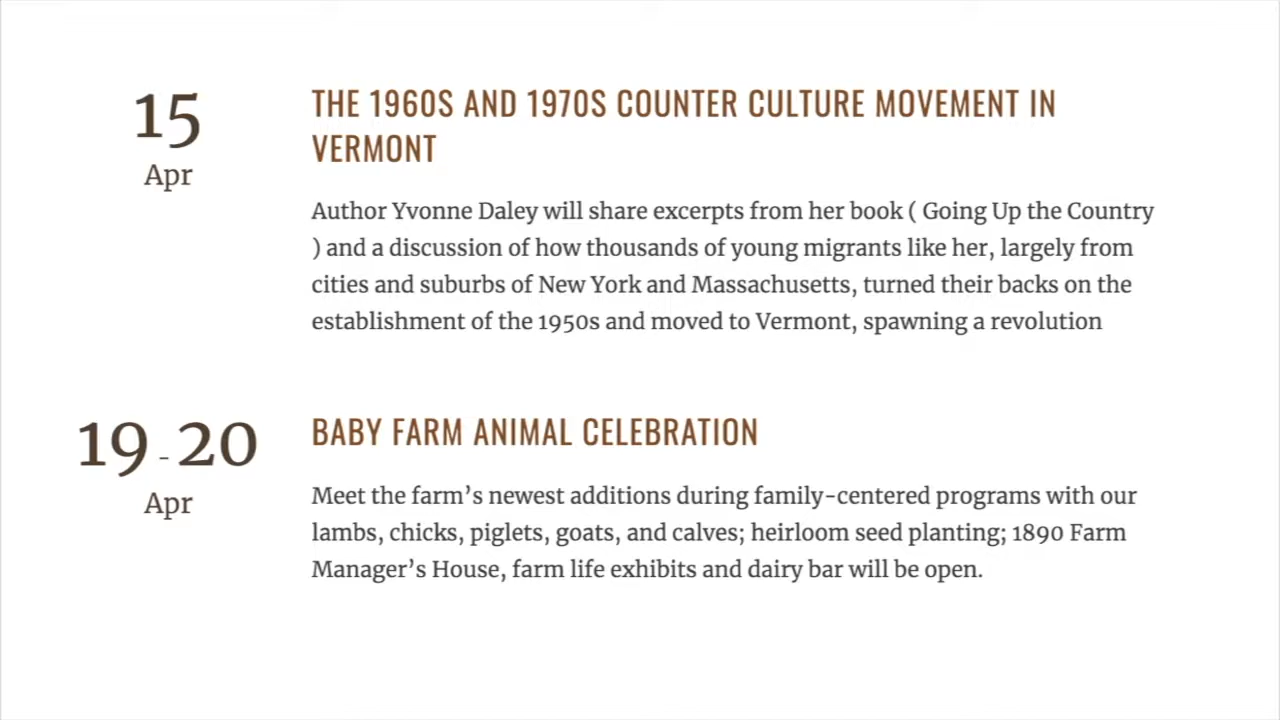 15
Apr
THE 1960S AND 1970S COUNTER CULTURE MOVEMENT IN
VERMONT
Author Yvonne Daley will share excerpts from her book ( Going Up the Country
) and a discussion of how thousands of young migrants like her, largely from
cities and suburbs of New York and Massachusetts, turned their backs on the
establishment of the 1950s and moved to Vermont, spawning a revolution
19 - 20
Apr
BABY FARM ANIMAL CELEBRATION
Meet the farm’s newest additions during family-centered programs with our
lambs, chicks, piglets, goats, and calves; heirloom seed planting; 1890 Farm
Manager’s House, farm life exhibits and dairy bar will be open.